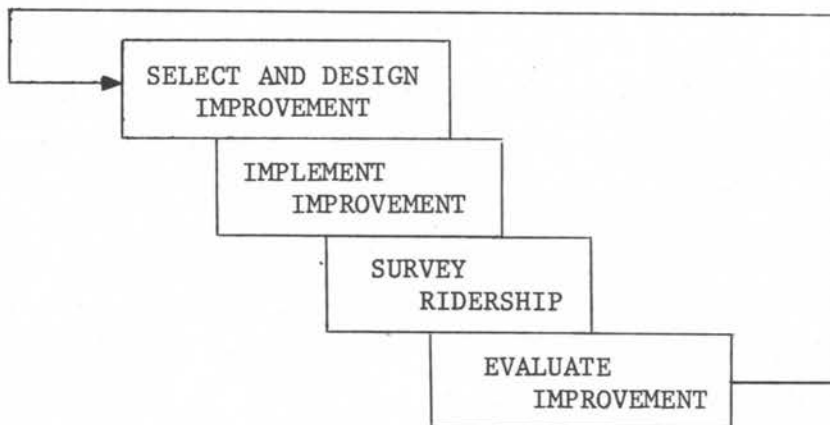 SELECT AND DESIGN
IMPROVEMENT
IMPLEMENT
IMPROVEMENT
SURVEY
RIDERSHIP
EVALUATE
IMPROVEMENT